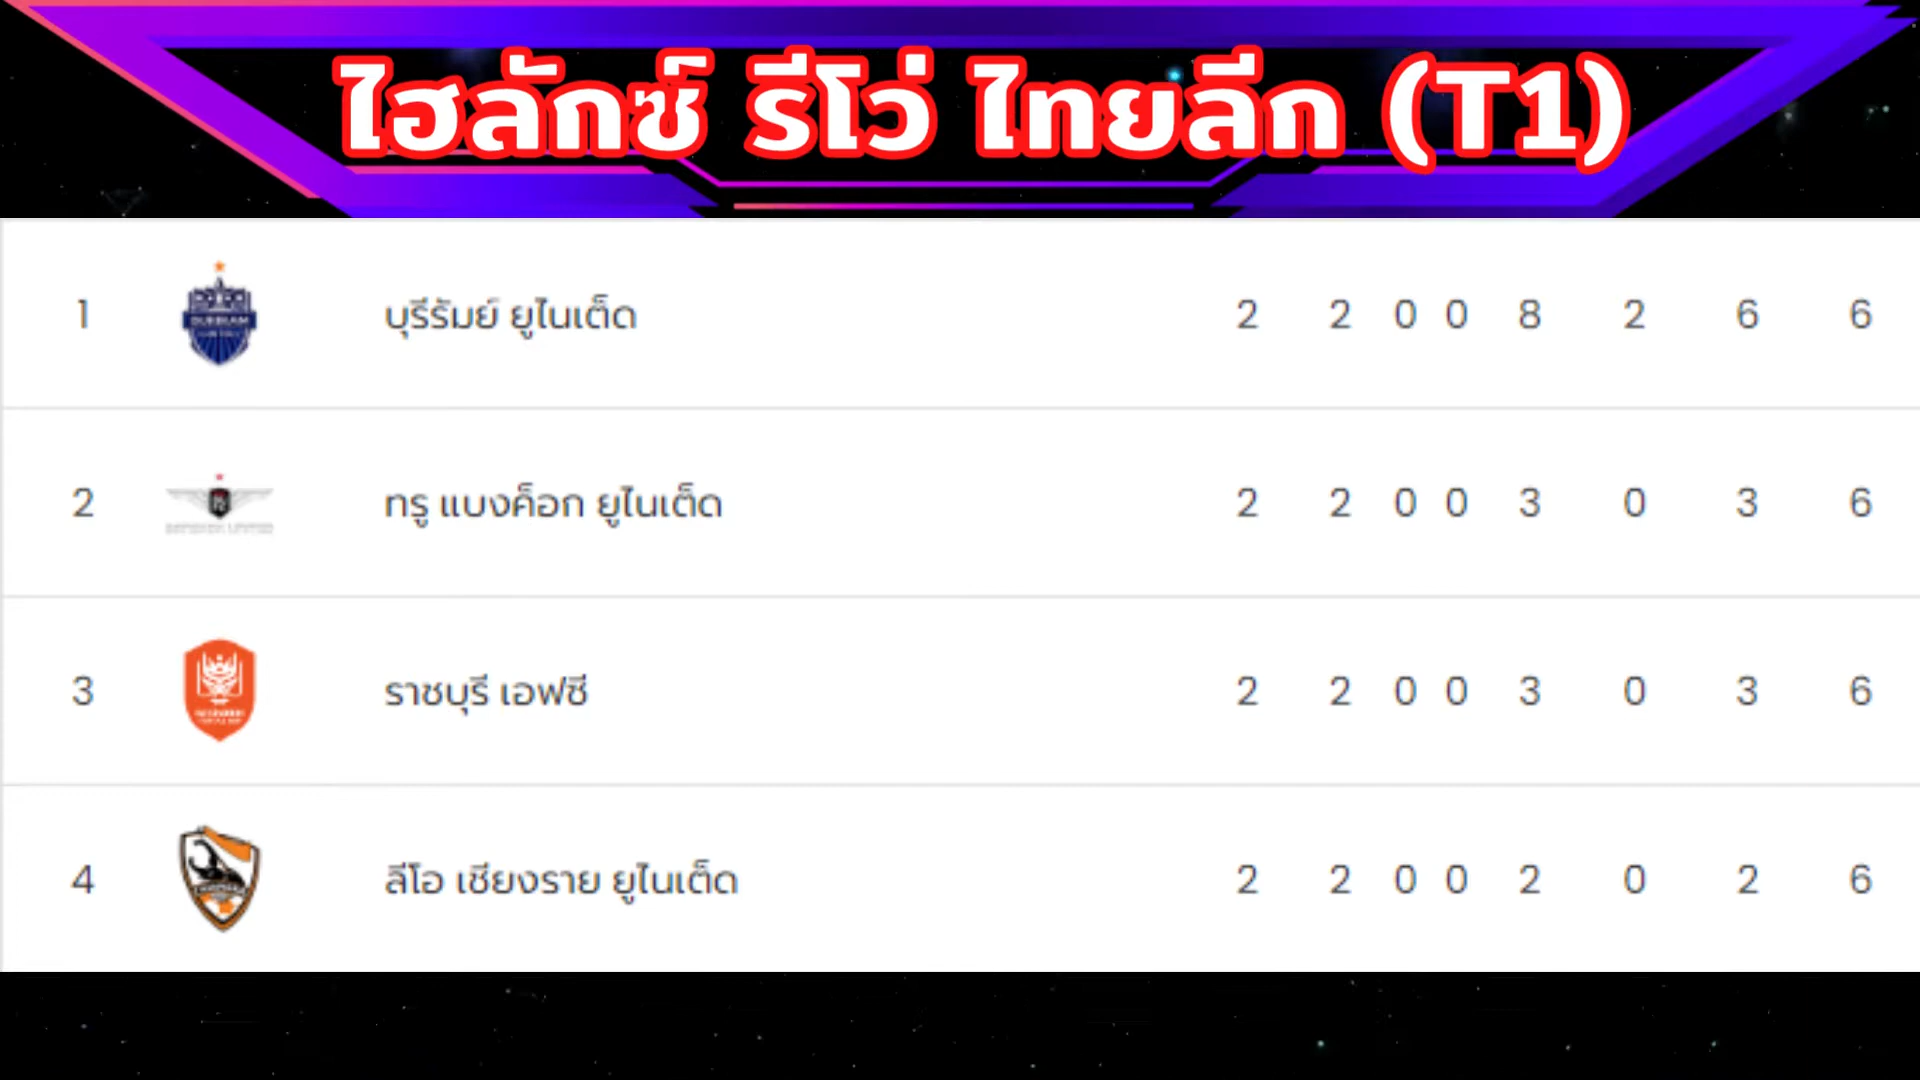 ไฮลักซ์ รีโว่ ไทยลีก (T1)
1 บุรีรัมย์ ยูไนเต็ด 2 2 0 0 8 2 6 6
2 ทรู แบงค็อก ยูไนเต็ด 2 2 0 0 3 0 3 6
3 ราชบุรี เอฟซี 2 2 0 0 3 0 3 6
4 ลีโอ เชียงราย ยูไนเต็ด 2 2 0 0 2 0 2 6